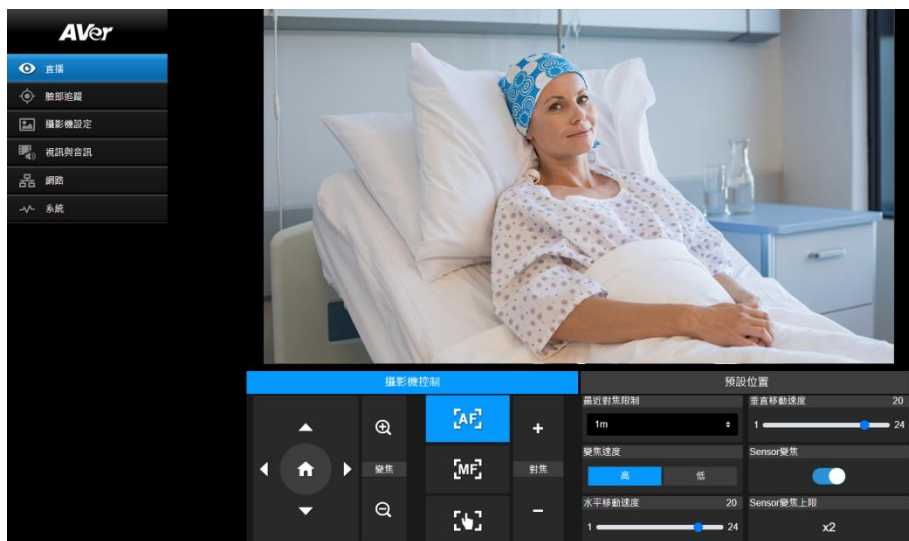 AVer
直播
臉部追蹤
攝影機設定
視訊與音訊
網路
系統
攝影機控制
預設位置
變焦
AF
MF
+
對焦
−
最近對焦限制
1m
變焦速度
高 低
水平移動速度 20
1 24
垂直移動速度 20
1 24
Sensor變焦
Sensor變焦上限
x2